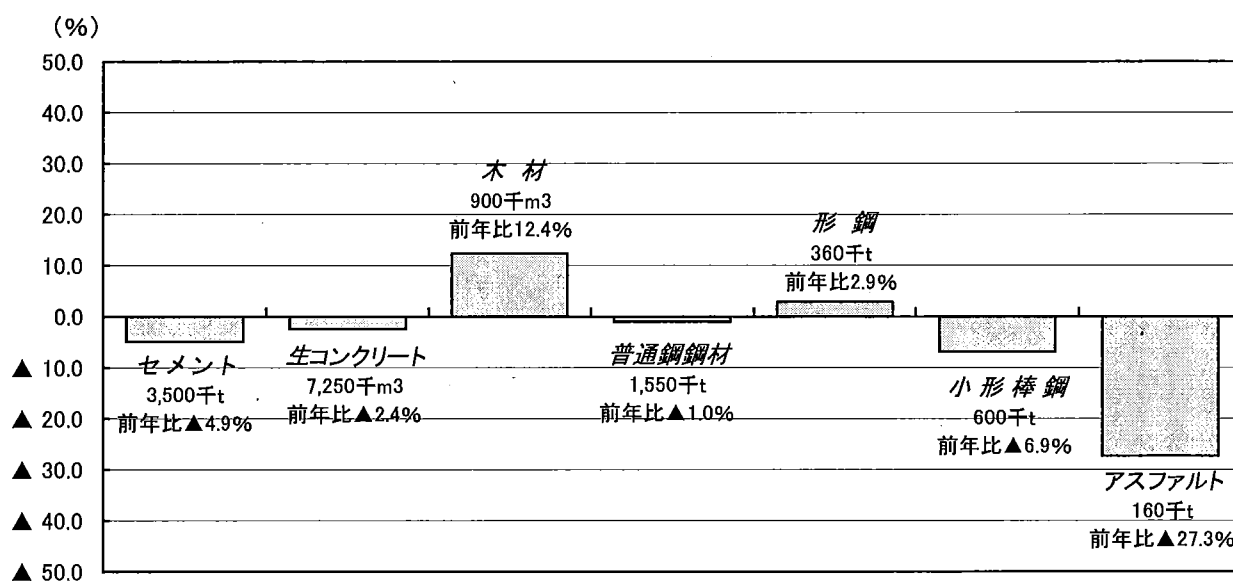 (%)
50.0
40.0
30.0
20.0
10.0
0.0
▲ 10.0
▲ 20.0
▲ 30.0
▲ 40.0
▲ 50.0
セメント
3,500千t
前年比▲4.9%
生コンクリート
7,250千m3
前年比▲2.4%
木 材
900千m3
前年比12.4%
普通鋼鋼材
1,550千t
前年比▲1.0%
形 鋼
360千t
前年比2.9%
小 形 棒 鋼
600千t
前年比▲6.9%
アスファルト
160千t
前年比▲27.3%